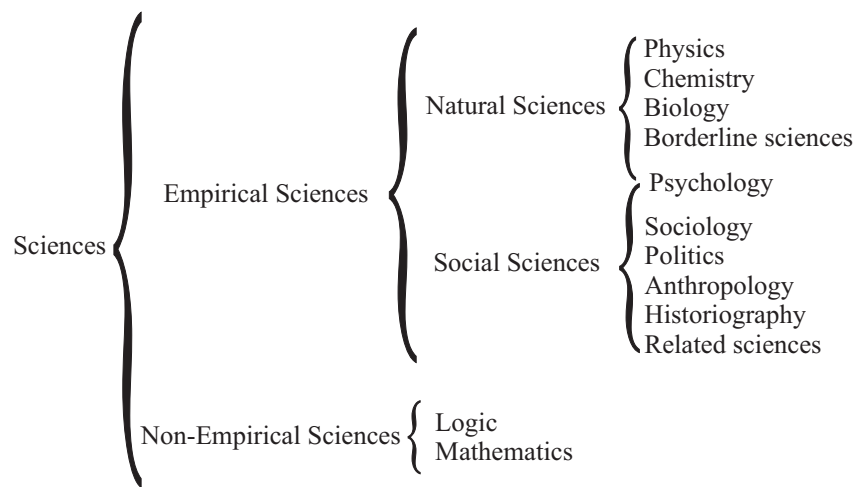 Sciences
Empirical Sciences
Natural Sciences
Physics
Chemistry
Biology
Borderline sciences
Psychology
Social Sciences
Sociology
Politics
Anthropology
Historiography
Related sciences
Non-Empirical Sciences
Logic
Mathematics